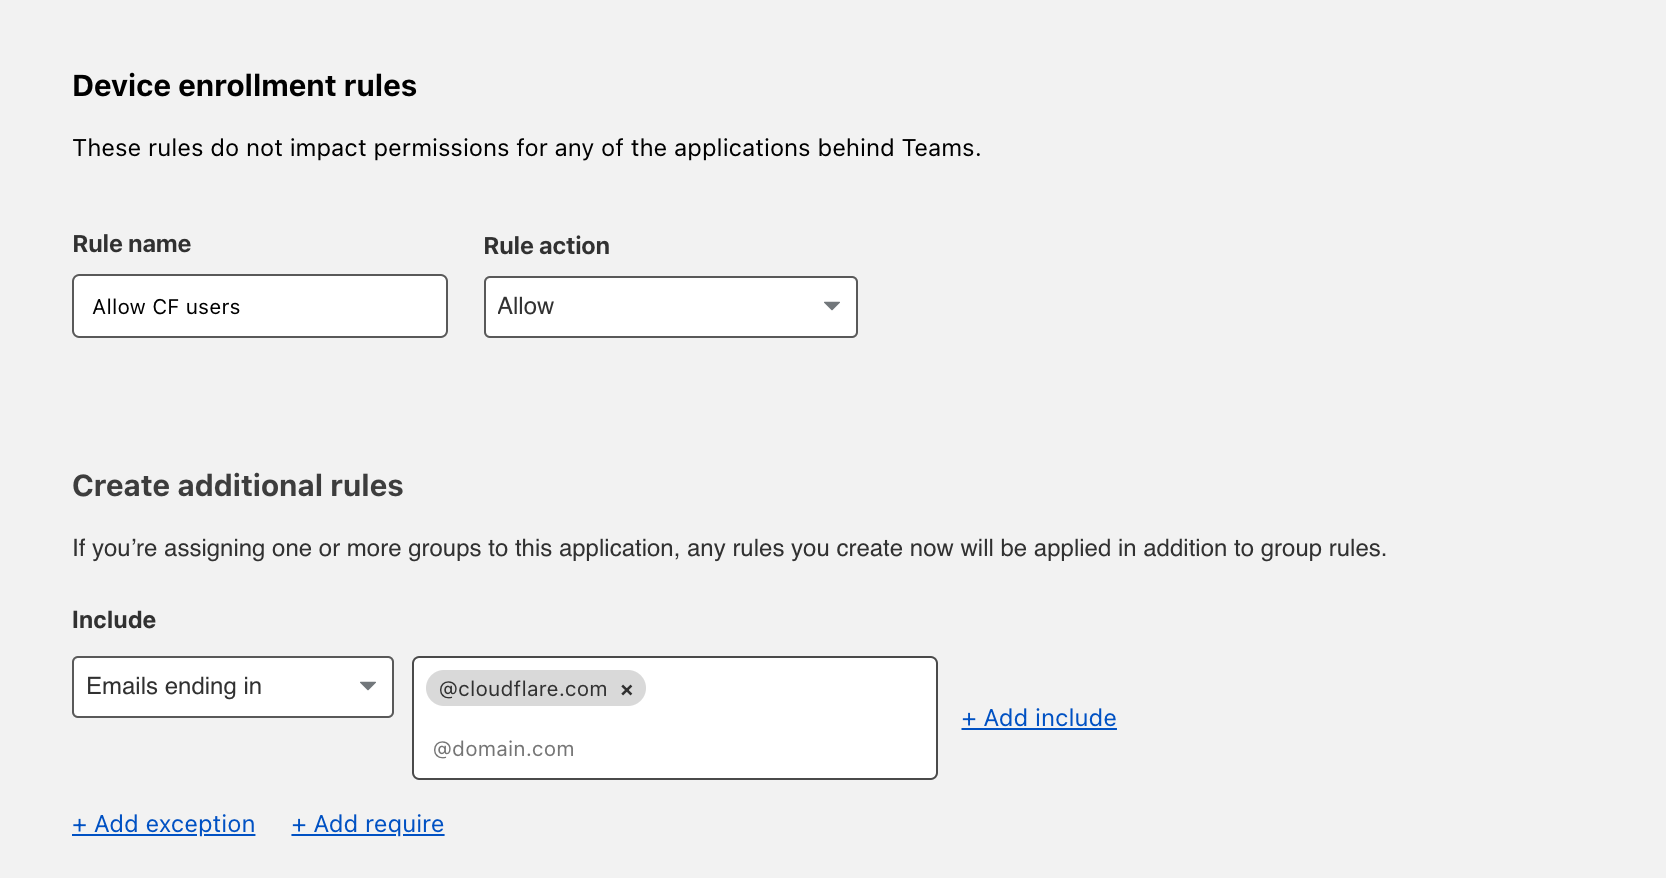 Device enrollment rules
These rules do not impact permissions for any of the applications behind Teams.
Rule name
Rule action
Allow CF users
Allow
Create additional rules
If you’re assigning one or more groups to this application, any rules you create now will be applied in addition to group rules.
Include
Emails ending in
@cloudflare.com ×
@domain.com
+ Add include
+ Add exception
+ Add require